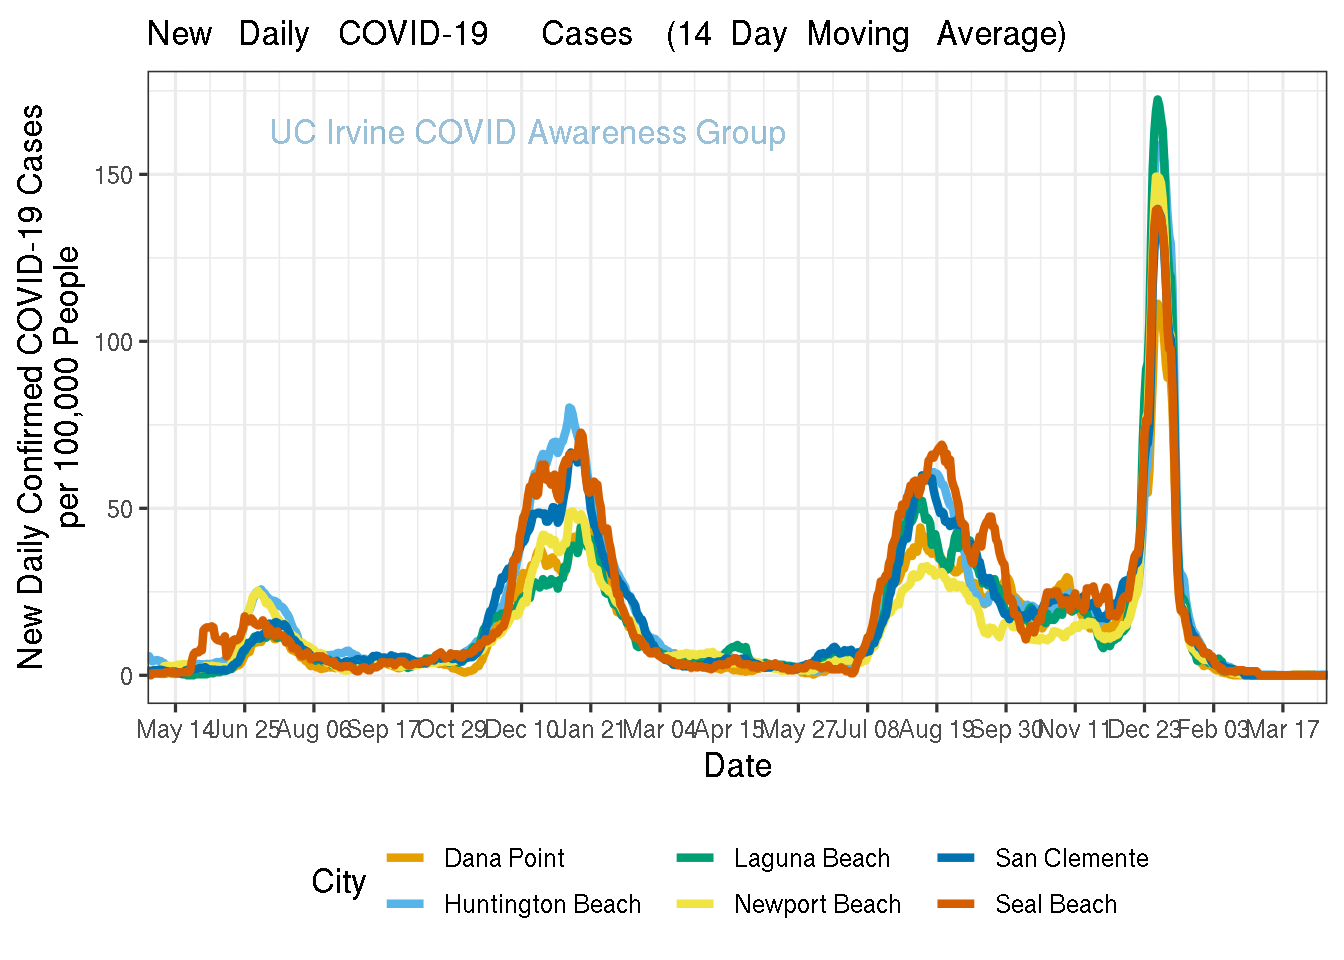 New Daily COVID-19 Cases (14 Day Moving Average)
UC Irvine COVID Awareness Group
New Daily Confirmed COVID-19 Cases
per 100,000 People
150
100
50
0
May 14 Jun 25 Aug 06 Sep 17 Oct 29 Dec 10 Jan 21 Mar 04 Apr 15 May 27 Jul 08 Aug 19 Sep 30 Nov 11 Dec 23 Feb 03 Mar 17
Date
City
Dana Point Laguna Beach San Clemente
Huntington Beach Newport Beach Seal Beach